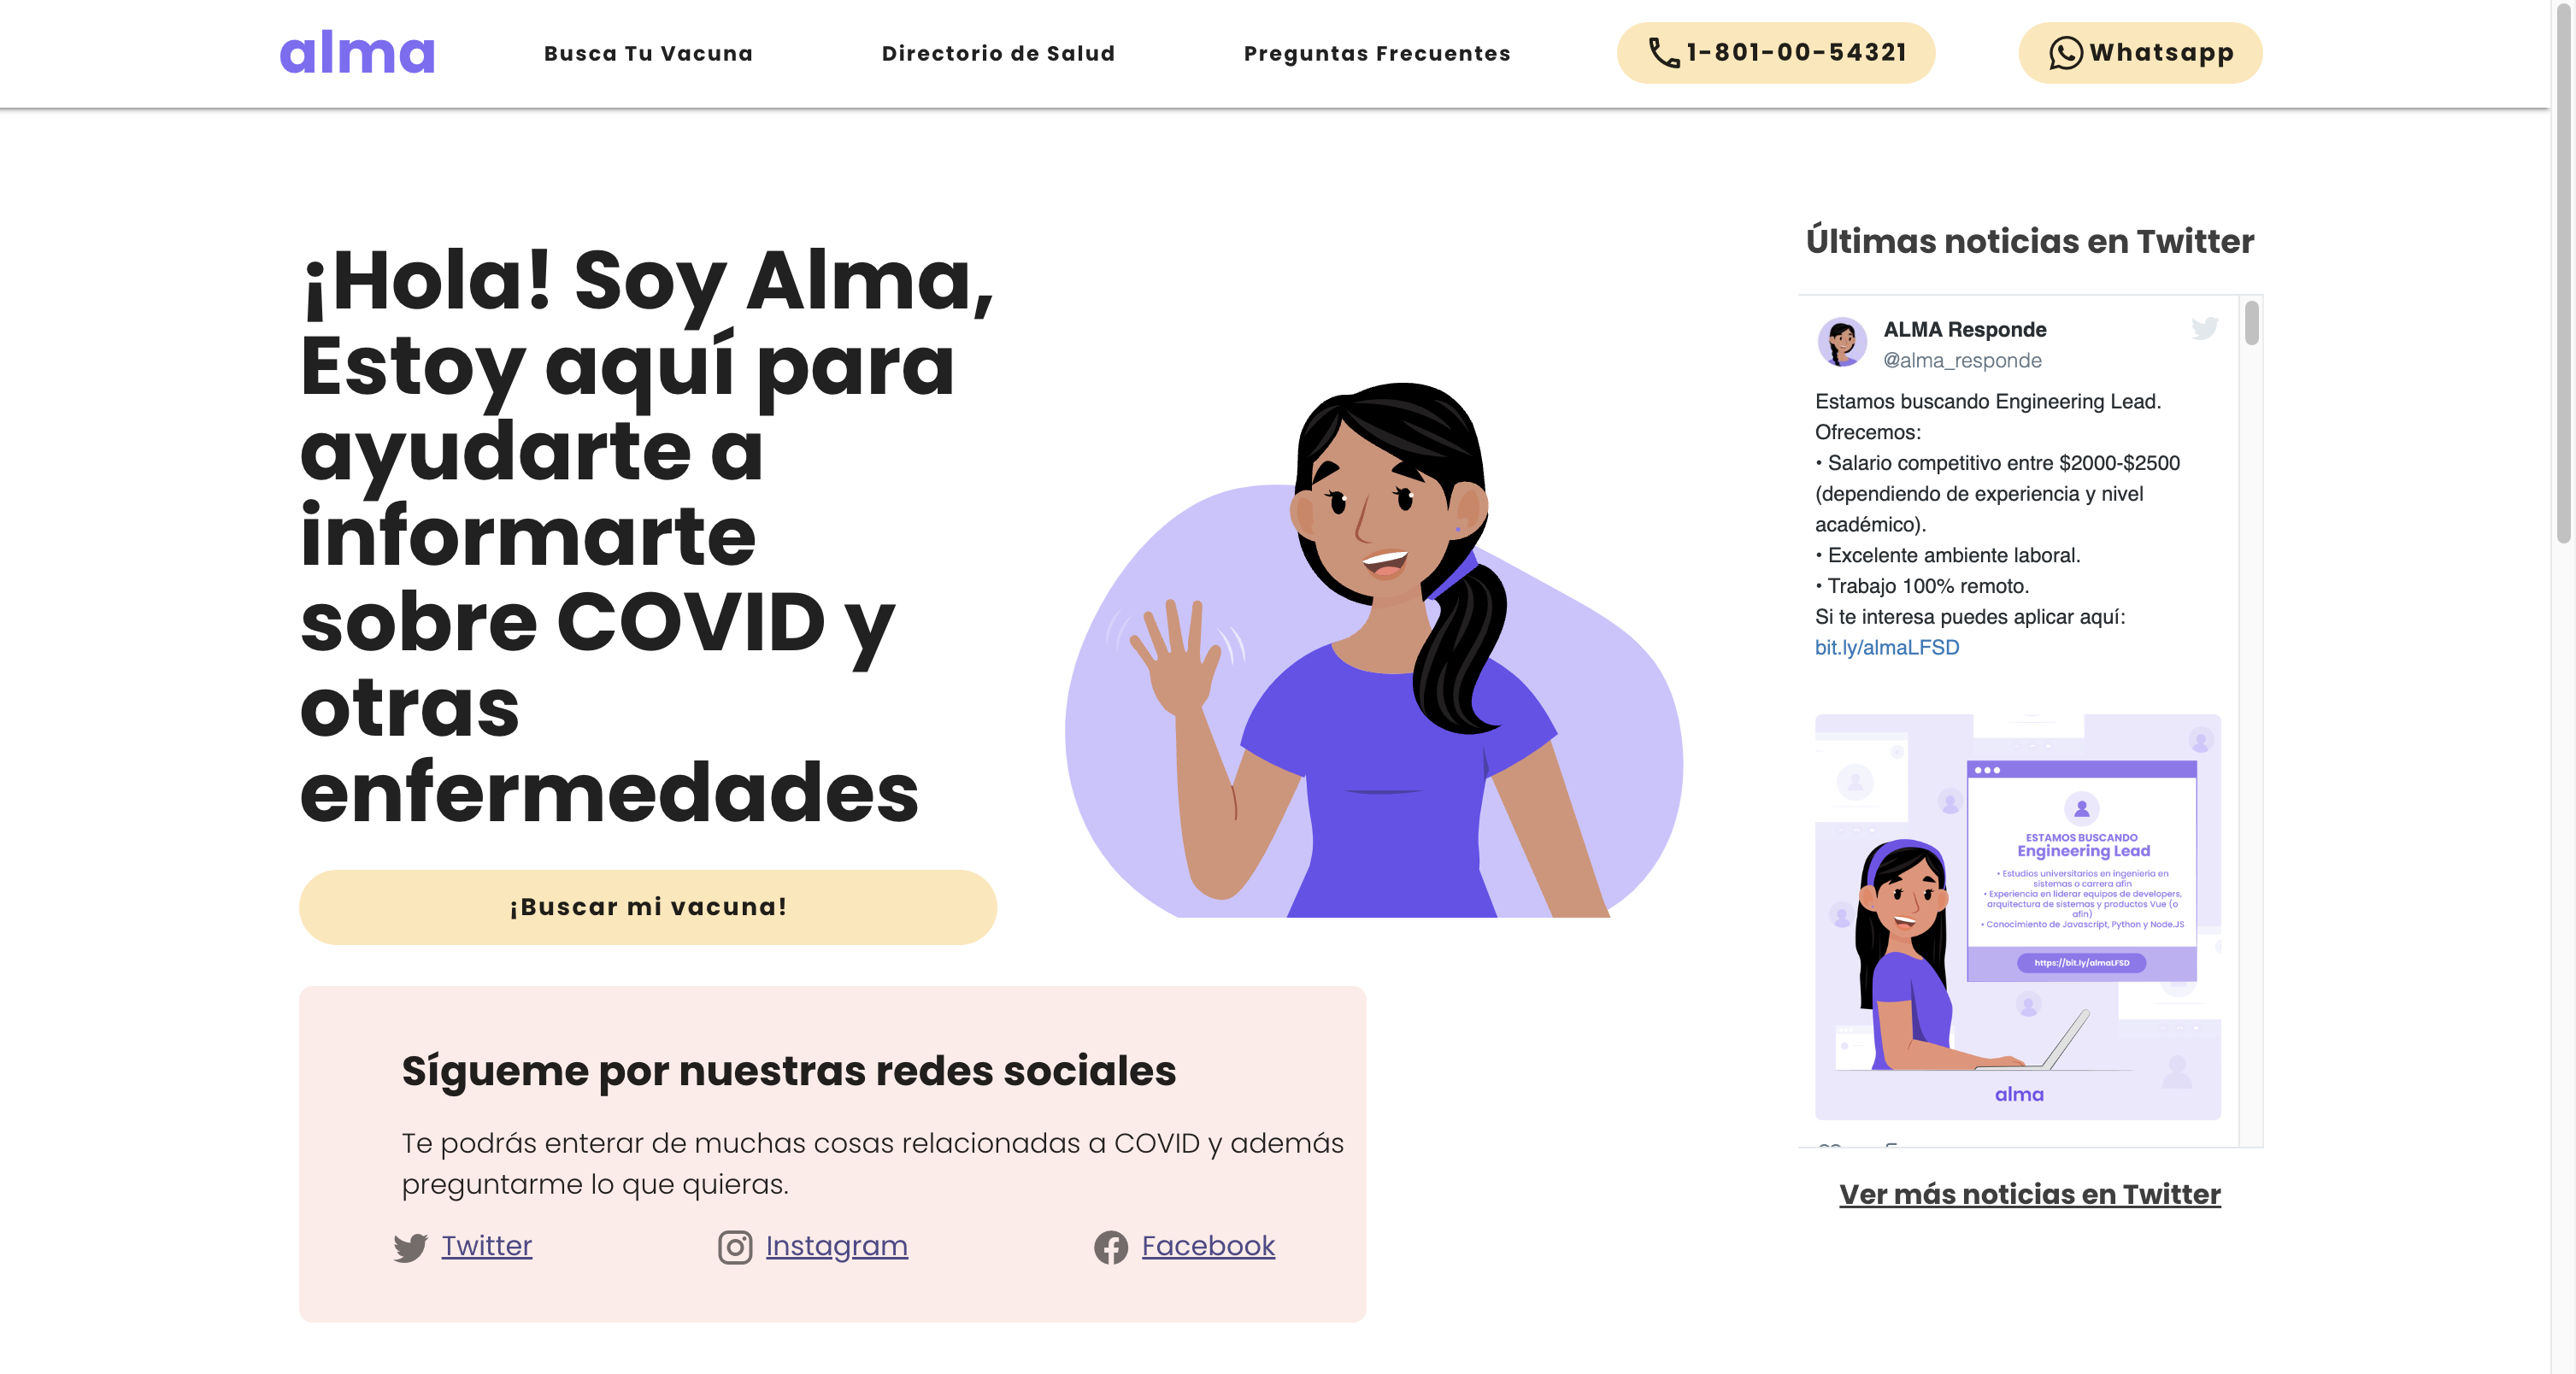 alma
Busca Tu Vacuna
Directorio de Salud
Preguntas Frecuentes
1-801-00-54321
Whatsapp
¡Hola! Soy Alma,
Estoy aquí para
ayudarte a
informarte
sobre COVID y
otras
enfermedades
¡Buscar mi vacuna!
Sígueme por nuestras redes sociales
Te podrás enterar de muchas cosas relacionadas a COVID y además
preguntarme lo que quieras.
Twitter
Instagram
Facebook
Últimas noticias en Twitter
ALMA Responde
@alma_responde
Estamos buscando Engineering Lead.
Ofrecemos:
• Salario competitivo entre $2000-$2500
(dependiendo de experiencia y nivel
académico).
• Excelente ambiente laboral.
• Trabajo 100% remoto.
Si te interesa puedes aplicar aquí:
bit.ly/almaLFSD
ESTAMOS BUSCANDO
Engineering Lead
• Estudios universitarios en ingeniería en
sistemas o carrera afín
• Experiencia en liderar equipos de developers,
arquitectura de sistemas y productos Vue (o
afín)
• Conocimiento de Javascript, Python y Node.JS
https://bit.ly/almaLFSD
alma
Ver más noticias en Twitter